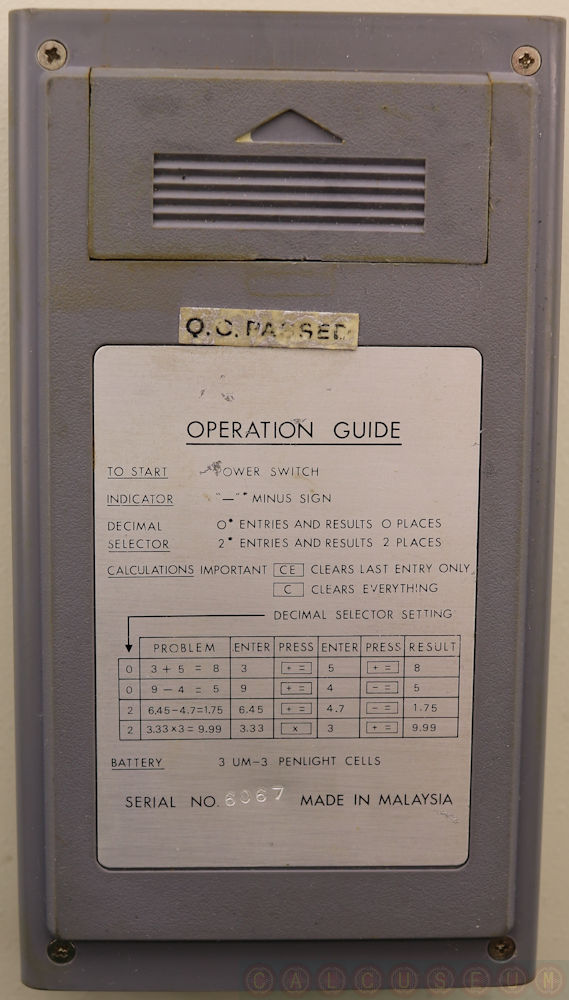 Q.C. PASSED
OPERATION GUIDE
TO START POWER SWITCH
INDICATOR "—"• MINUS SIGN
DECIMAL 0• ENTRIES AND RESULTS 0 PLACES
SELECTOR 2• ENTRIES AND RESULTS 2 PLACES
CALCULATIONS IMPORTANT CE CLEARS LAST ENTRY ONLY
C CLEARS EVERYTHING
DECIMAL SELECTOR SETTING
PROBLEM ENTER PRESS ENTER PRESS RESULT
0 3 + 5 = 8 3 + = 5 + = 8
0 9 − 4 = 5 9 + = 4 − = 5
2 6.45−4.7=1.75 6.45 + = 4.7 − = 1.75
2 3.33×3=9.99 3.33 x 3 + = 9.99
BATTERY 3 UM-3 PENLIGHT CELLS
SERIAL NO. 6067 MADE IN MALAYSIA
CALCUSEUM